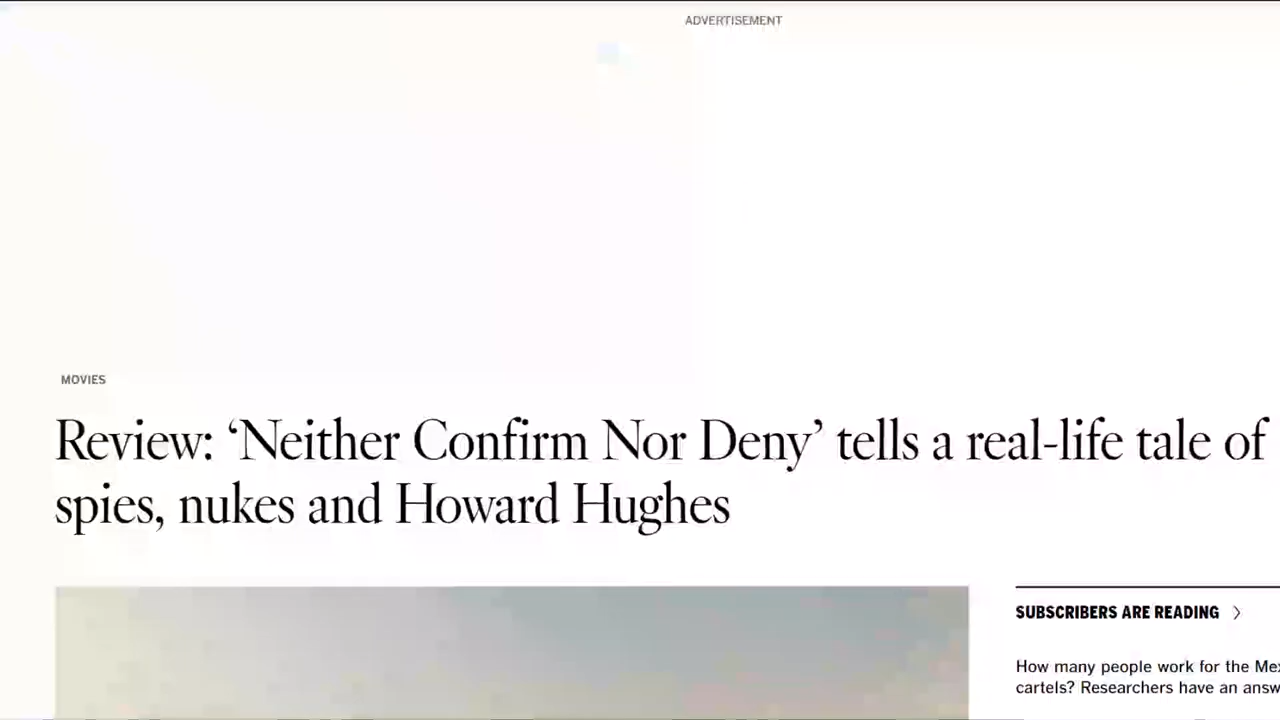 ADVERTISEMENT
MOVIES
Review: ‘Neither Confirm Nor Deny’ tells a real-life tale of
spies, nukes and Howard Hughes
SUBSCRIBERS ARE READING
How many people work for the
cartels? Researchers have an